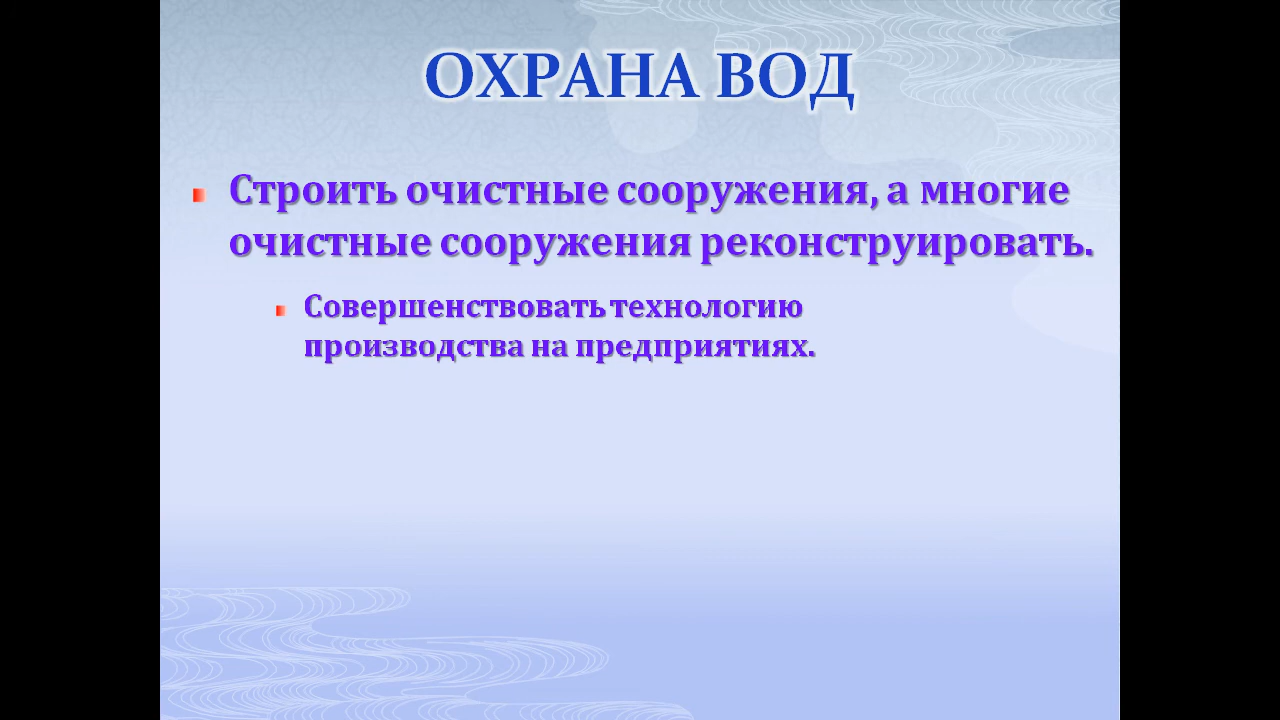 ОХРАНА ВОД
Строить очистные сооружения, а многие
очистные сооружения реконструировать.
Совершенствовать технологию
производства на предприятиях.